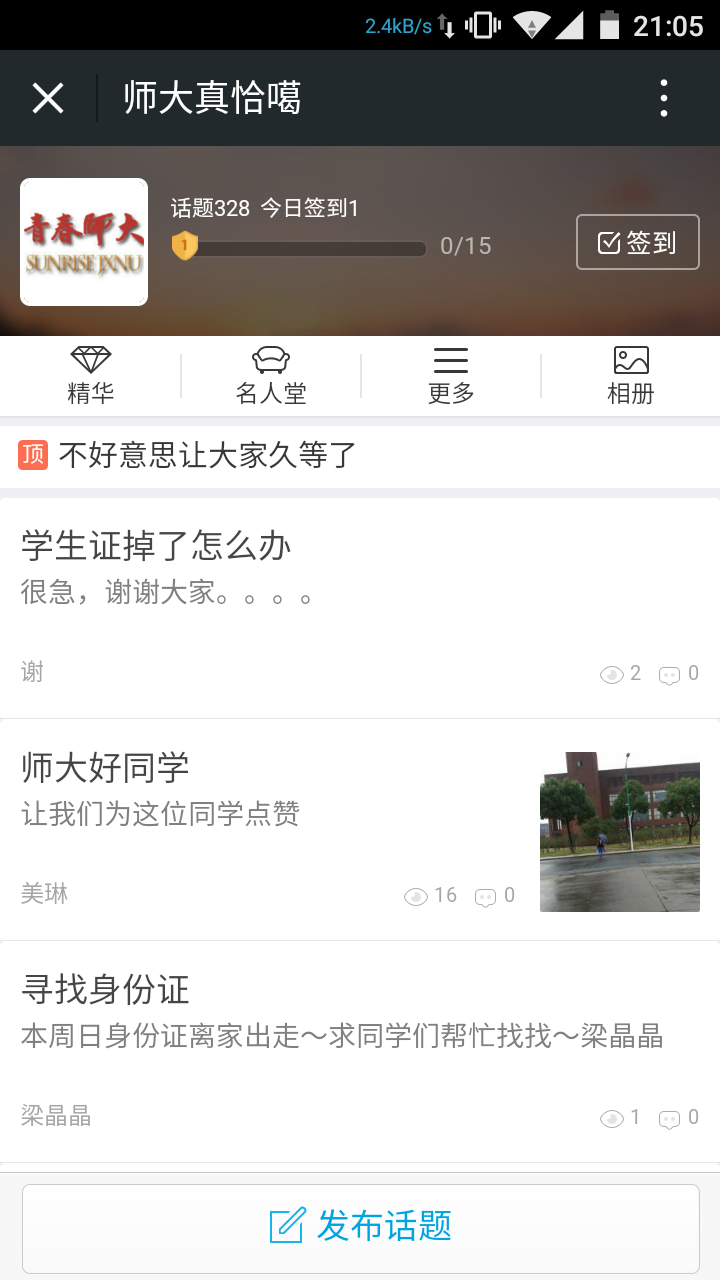 2.4kB/s
21:05
师大真恰噶
青春师大
SUNRISE JXNU
话题328 今日签到1
1
0/15
签到
精华
名人堂
更多
相册
顶 不好意思让大家久等了
学生证掉了怎么办
很急，谢谢大家。。。。
谢
2
0
师大好同学
让我们为这位同学点赞
美琳
16
0
寻找身份证
本周日身份证离家出走～求同学们帮忙找找～梁晶晶
梁晶晶
1
0
发布话题